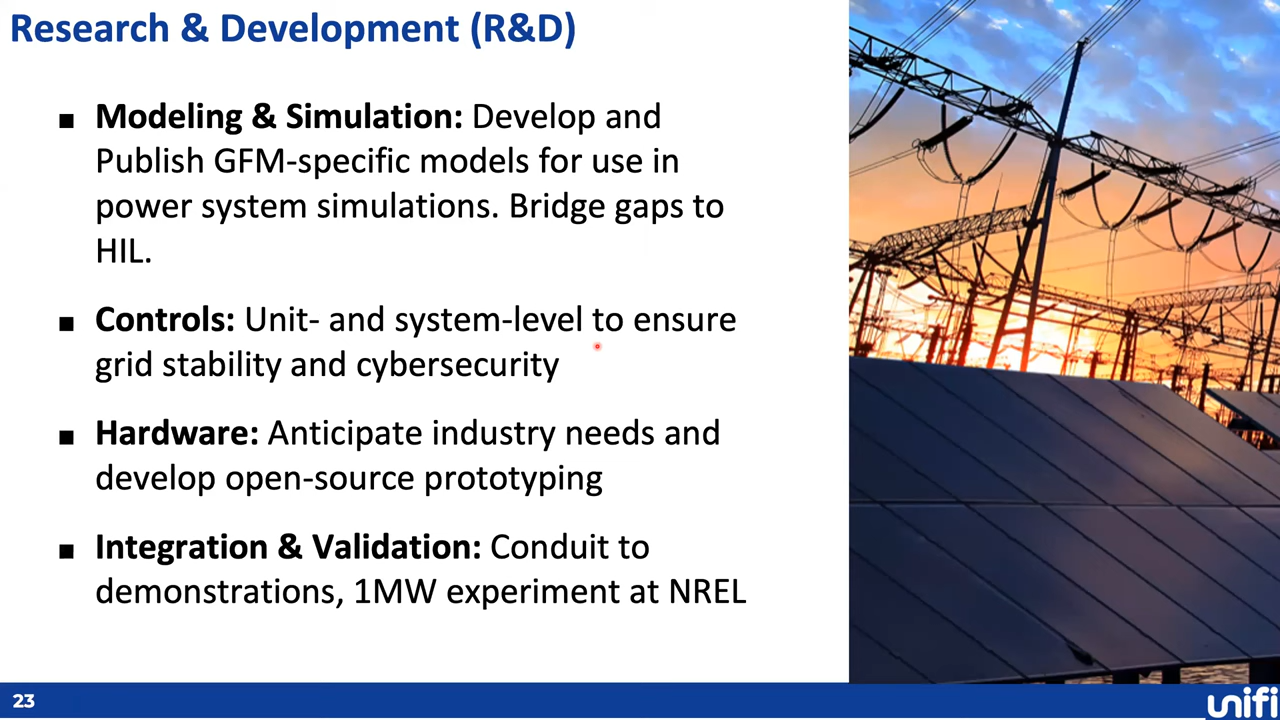 Research & Development (R&D)
▪ Modeling & Simulation: Develop and
Publish GFM-specific models for use in
power system simulations. Bridge gaps to
HIL.
▪ Controls: Unit- and system-level to ensure
grid stability and cybersecurity
▪ Hardware: Anticipate industry needs and
develop open-source prototyping
▪ Integration & Validation: Conduit to
demonstrations, 1MW experiment at NREL
23
unifi